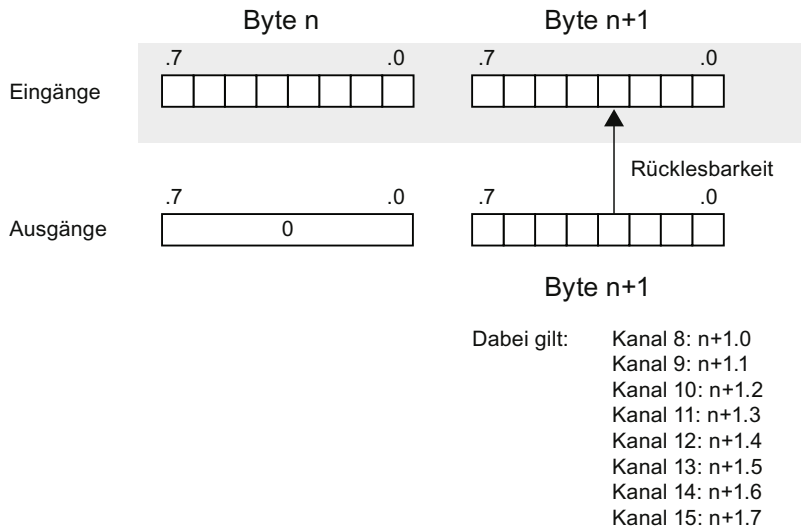 Byte n Byte n+1
.7 .0 .7 .0
Eingänge
Rücklesbarkeit
.7 .0 .7 .0
Ausgänge 0
Byte n+1
Dabei gilt: Kanal 8: n+1.0
Kanal 9: n+1.1
Kanal 10: n+1.2
Kanal 11: n+1.3
Kanal 12: n+1.4
Kanal 13: n+1.5
Kanal 14: n+1.6
Kanal 15: n+1.7